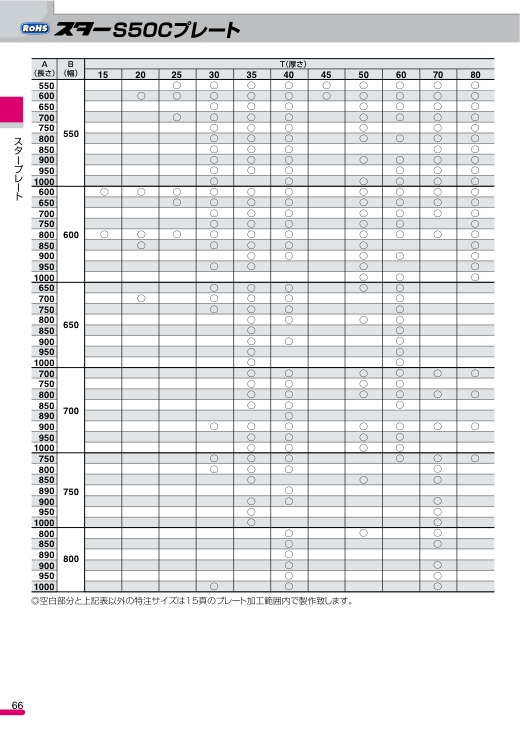 RoHS スターS50Cプレート
A（長さ） B（幅） T（厚さ）
15 20 25 30 35 40 45 50 60 70 80
スタープレート
550 ○ ○ ○ ○ ○ ○ ○ ○ ○
600 ○ ○ ○ ○ ○ ○ ○ ○ ○ ○
650 ○ ○ ○ ○ ○ ○ ○
700 ○ ○ ○ ○ ○ ○ ○ ○
750 550 ○ ○ ○ ○ ○ ○
800 ○ ○ ○ ○ ○ ○ ○
850 ○ ○ ○ ○ ○
900 ○ ○ ○ ○ ○ ○ ○
950 ○ ○ ○ ○ ○ ○
1000 ○ ○ ○ ○ ○ ○
600 ○ ○ ○ ○ ○ ○ ○ ○ ○ ○
650 ○ ○ ○ ○ ○ ○ ○ ○
700 ○ ○ ○ ○ ○ ○ ○
750 ○ ○ ○ ○ ○ ○
800 600 ○ ○ ○ ○ ○ ○ ○ ○ ○ ○
850 ○ ○ ○ ○ ○ ○
900 ○ ○ ○ ○ ○
950 ○ ○ ○ ○
1000 ○ ○ ○
650 ○ ○ ○ ○ ○
700 ○ ○ ○ ○ ○
750 ○ ○ ○ ○
800 650 ○ ○ ○ ○
850 ○ ○
900 ○ ○ ○
950 ○ ○
1000 ○ ○
700 ○ ○ ○ ○ ○ ○
750 ○ ○ ○ ○
800 ○ ○ ○ ○ ○ ○
850 700 ○ ○ ○
890 ○
900 ○ ○ ○ ○ ○ ○ ○
950 ○ ○ ○ ○
1000 ○ ○ ○ ○
750 ○ ○ ○ ○ ○ ○
800 ○ ○ ○ ○
850 ○ ○ ○
890 750 ○
900 ○ ○ ○
950 ○ ○
1000 ○ ○
800 ○ ○ ○
850 ○ ○
890 800 ○
900 ○ ○
950 ○ ○
1000 ○ ○ ○
◎空白部分と上記表以外の特注サイズは15頁のプレート加工範囲内で製作致します。
66